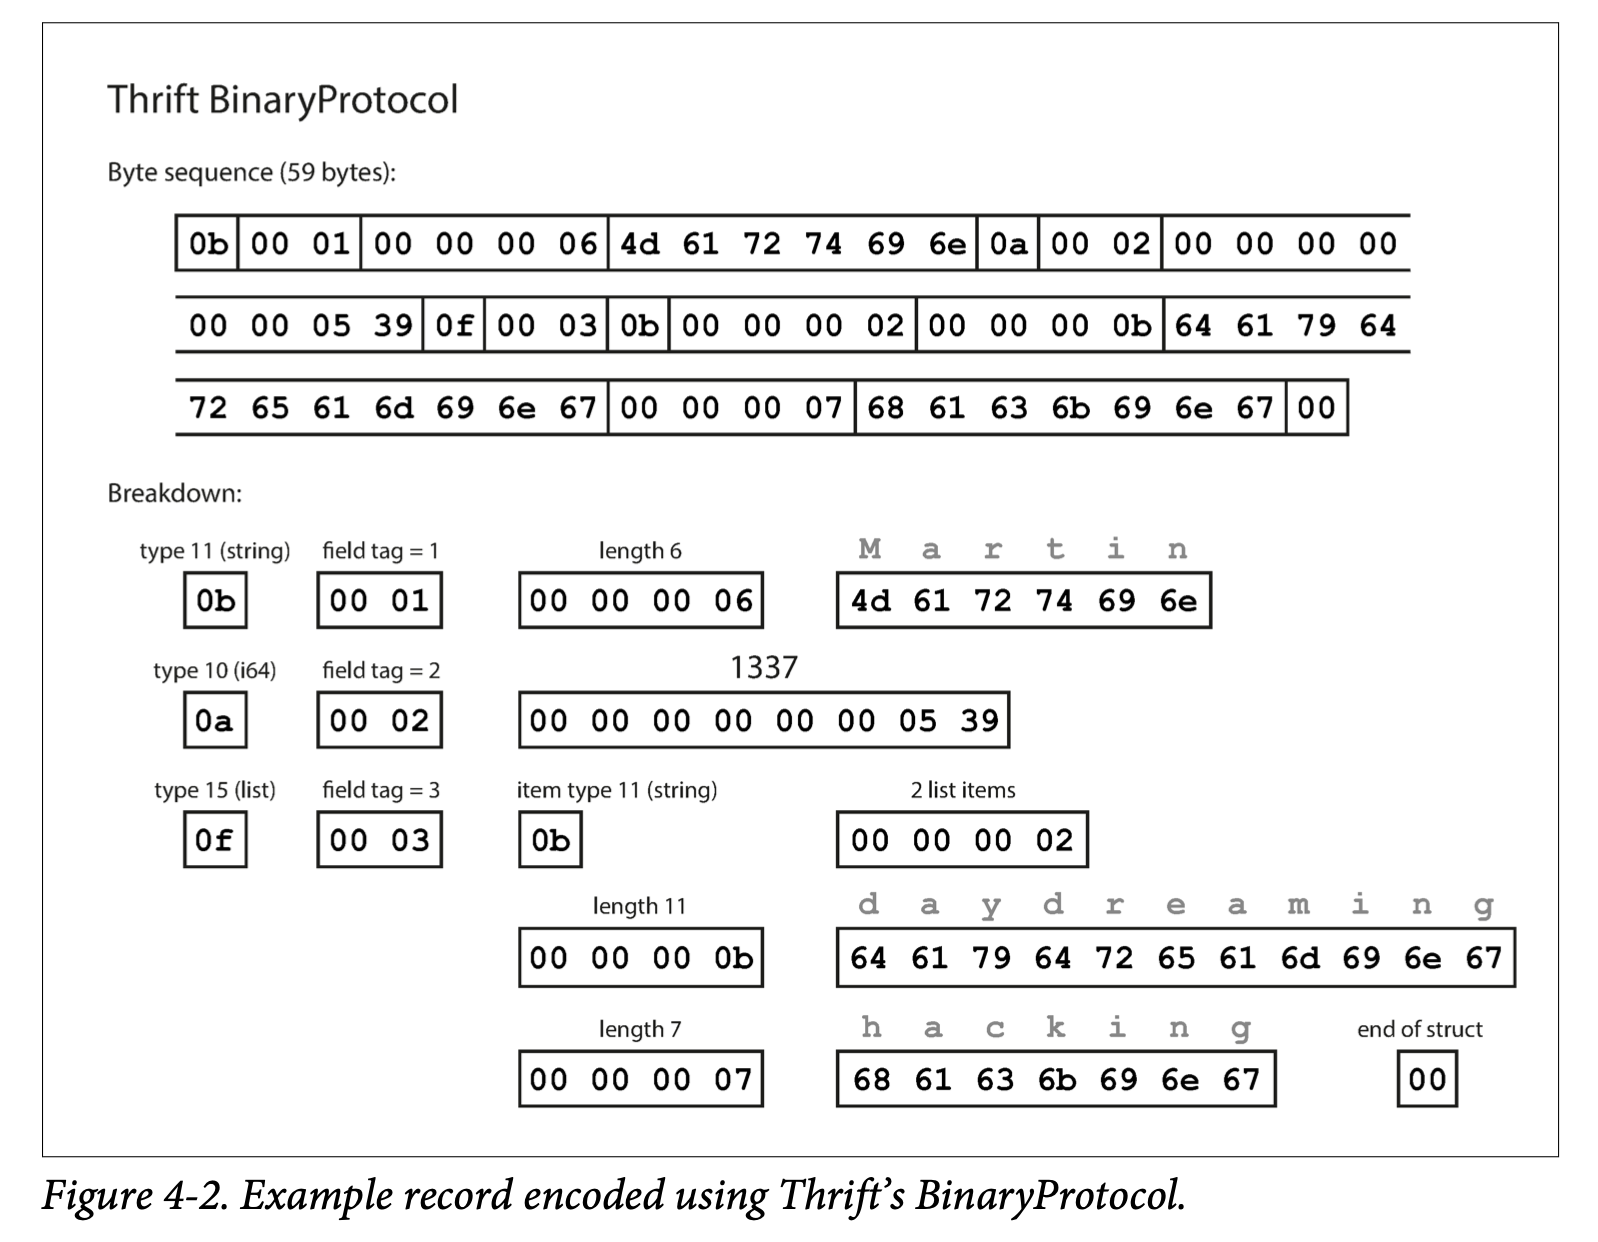 Thrift BinaryProtocol
Byte sequence (59 bytes):
0b 00 01 00 00 00 06 4d 61 72 74 69 6e 0a 00 02 00 00 00 00
00 00 05 39 0f 00 03 0b 00 00 00 02 00 00 00 0b 64 61 79 64
72 65 61 6d 69 6e 67 00 00 00 07 68 61 63 6b 69 6e 67 00
Breakdown:
type 11 (string) field tag = 1 length 6 M a r t i n
0b 00 01 00 00 00 06 4d 61 72 74 69 6e
type 10 (i64) field tag = 2 1337
0a 00 02 00 00 00 00 00 00 05 39
type 15 (list) field tag = 3 item type 11 (string) 2 list items
0f 00 03 0b 00 00 00 02
length 11 d a y d r e a m i n g
00 00 00 0b 64 61 79 64 72 65 61 6d 69 6e 67
length 7 h a c k i n g end of struct
00 00 00 07 68 61 63 6b 69 6e 67 00
Figure 4-2. Example record encoded using Thrift’s BinaryProtocol.